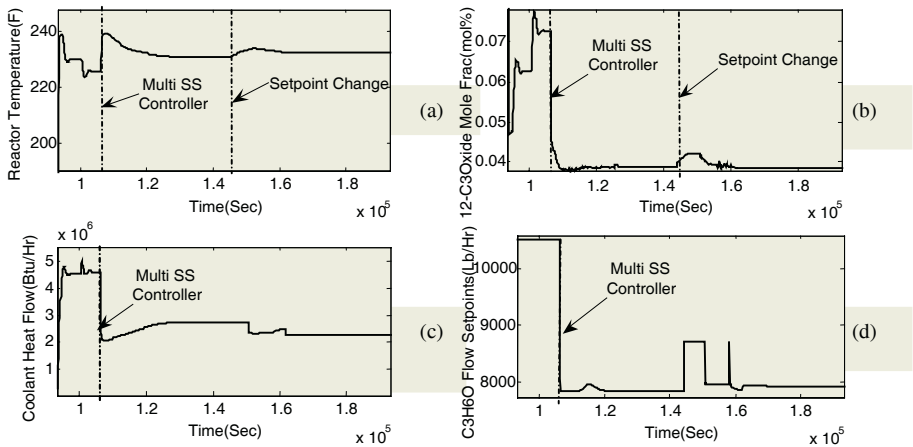 Reactor Temperature(F)
240
220
200
Multi SS
Controller
Setpoint Change
(a)
1
1.2
1.4
1.6
1.8
Time(Sec)
x 10^5
12-C3Oxide Mole Frac(mol%)
0.07
0.06
0.05
0.04
Multi SS
Controller
Setpoint Change
(b)
1
1.2
1.4
1.6
1.8
Time(Sec)
x 10^5
Coolant Heat Flow(Btu/Hr)
x 10^6
5
4
3
2
1
Multi SS
Controller
(c)
1
1.2
1.4
1.6
1.8
Time(Sec)
x 10^5
C3H6O Flow Setpoints(Lb/Hr)
10000
9000
8000
Multi SS
Controller
(d)
1
1.2
1.4
1.6
1.8
Time(Sec)
x 10^5